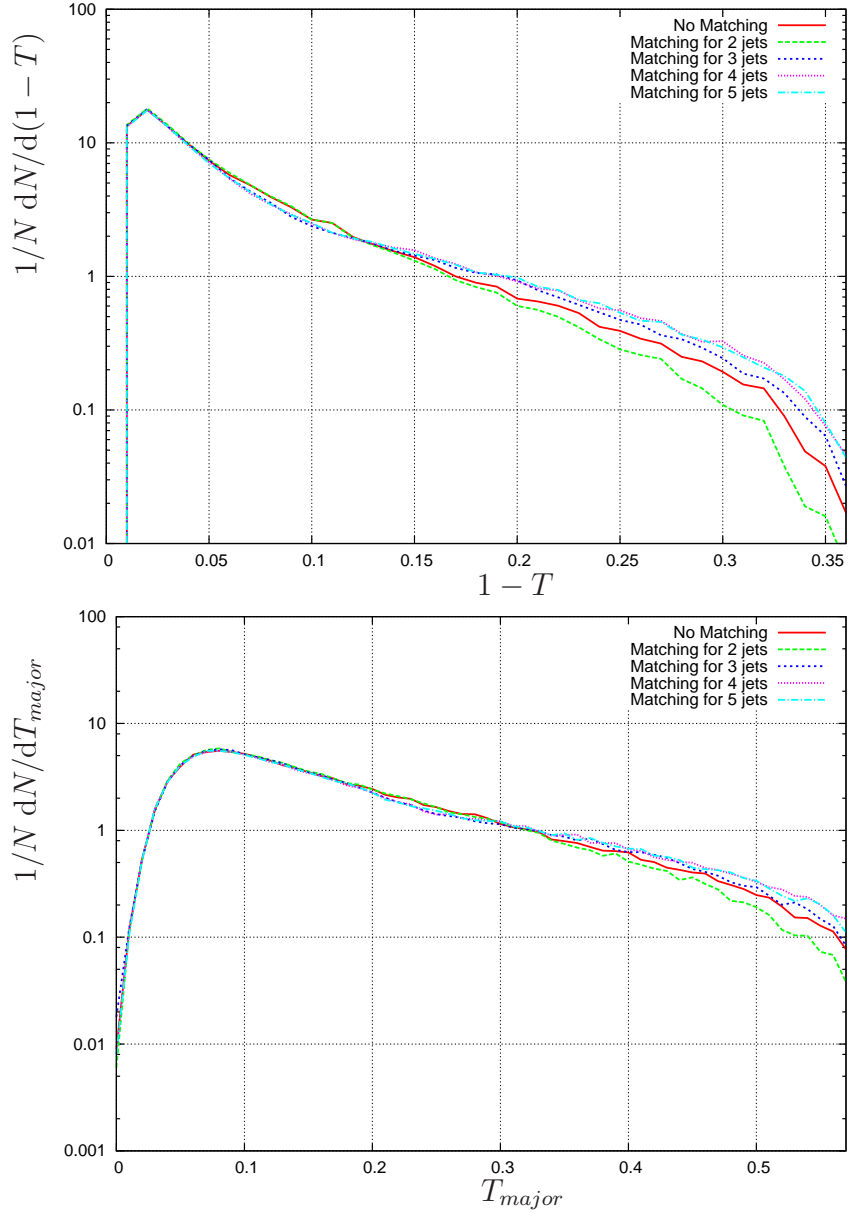 100
10
1
0.1
0.01
1/N dN/d(1 − T)
No Matching
Matching for 2 jets
Matching for 3 jets
Matching for 4 jets
Matching for 5 jets
0 0.05 0.1 0.15 0.2 0.25 0.3 0.35
1 − T
100
10
1
0.1
0.01
0.001
1/N dN/dT_major
No Matching
Matching for 2 jets
Matching for 3 jets
Matching for 4 jets
Matching for 5 jets
0 0.1 0.2 0.3 0.4 0.5
T_major